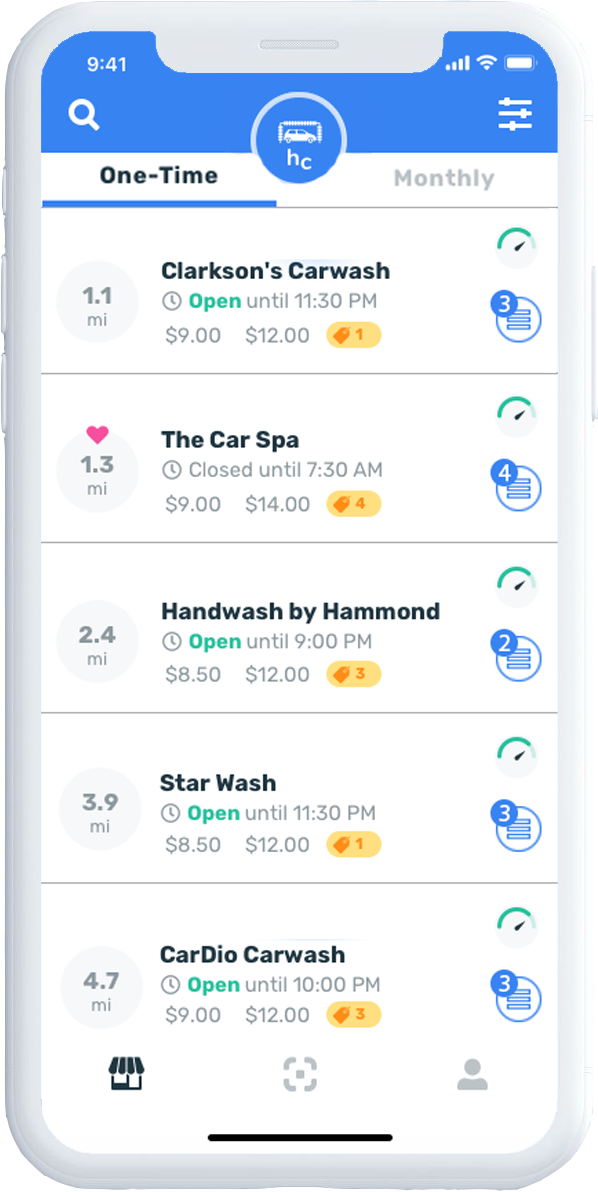 9:41
hc
One-Time
Monthly
Clarkson's Carwash
1.1
mi
Open until 11:30 PM
$9.00 $12.00 1
3
The Car Spa
1.3
mi
Closed until 7:30 AM
$9.00 $14.00 4
4
Handwash by Hammond
2.4
mi
Open until 9:00 PM
$8.50 $12.00 3
2
Star Wash
3.9
mi
Open until 11:30 PM
$8.50 $12.00 1
3
CarDio Carwash
4.7
mi
Open until 10:00 PM
$9.00 $12.00 3
3